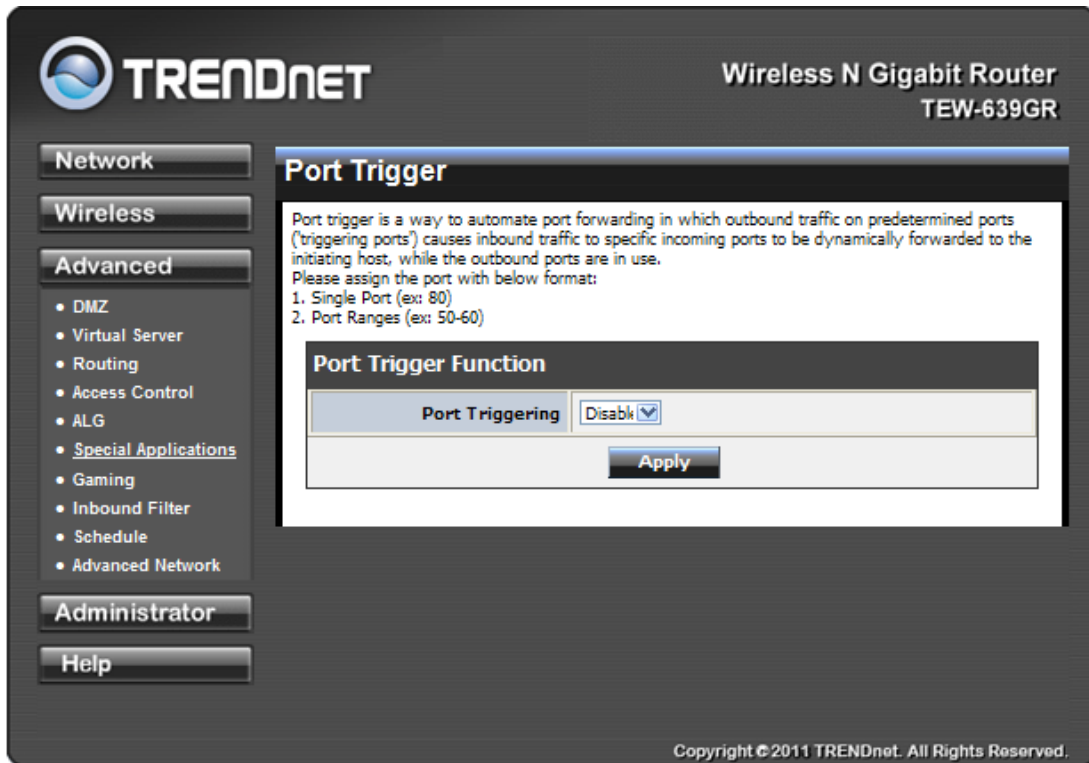 TRENDNET
Wireless N Gigabit Router
TEW-639GR
Network
Wireless
Advanced
• DMZ
• Virtual Server
• Routing
• Access Control
• ALG
• Special Applications
• Gaming
• Inbound Filter
• Schedule
• Advanced Network
Administrator
Help
Port Trigger
Port trigger is a way to automate port forwarding in which outbound traffic on predetermined ports
('triggering ports') causes inbound traffic to specific incoming ports to be dynamically forwarded to the
initiating host, while the outbound ports are in use.
Please assign the port with below format:
1. Single Port (ex: 80)
2. Port Ranges (ex: 50-60)
Port Trigger Function
Port Triggering Disable
Apply
Copyright © 2011 TRENDnet. All Rights Reserved.